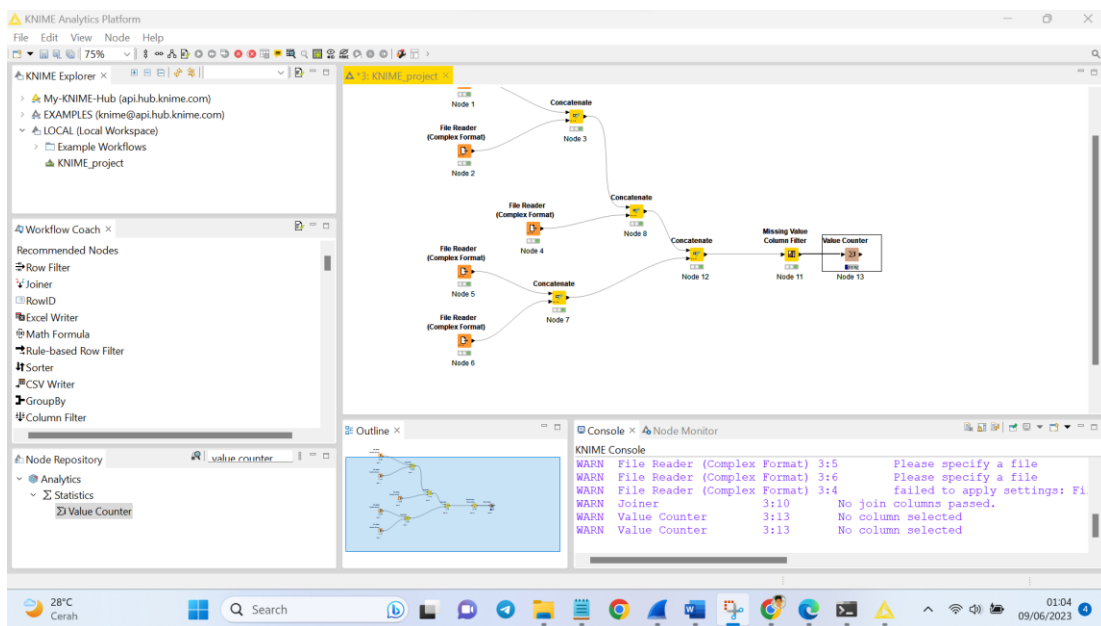 KNIME Analytics Platform
File Edit View Node Help
75%
KNIME Explorer
My-KNIME-Hub (api.hub.knime.com)
EXAMPLES (knime@api.hub.knime.com)
LOCAL (Local Workspace)
Example Workflows
KNIME_project
Workflow Coach
Recommended Nodes
Row Filter
Joiner
RowID
Excel Writer
Math Formula
Rule-based Row Filter
Sorter
CSV Writer
GroupBy
Column Filter
Node Repository
value counter
Analytics
Σ Statistics
Value Counter
*3: KNIME_project
Node 1
Concatenate
Node 3
File Reader
(Complex Format)
Node 2
Concatenate
Node 8
File Reader
(Complex Format)
Node 4
File Reader
(Complex Format)
Node 5
Concatenate
Node 7
File Reader
(Complex Format)
Node 6
Concatenate
Node 12
Missing Value
Column Filter
Node 11
Value Counter
Node 13
Outline
Console
Node Monitor
KNIME Console
WARN File Reader (Complex Format) 3:5 Please specify a file
WARN File Reader (Complex Format) 3:6 Please specify a file
WARN File Reader (Complex Format) 3:4 failed to apply settings: Fi
WARN Joiner 3:10 No join columns passed.
WARN Value Counter 3:13 No column selected
WARN Value Counter 3:13 No column selected
28°C
Cerah
Search
01:04
09/06/2023
4